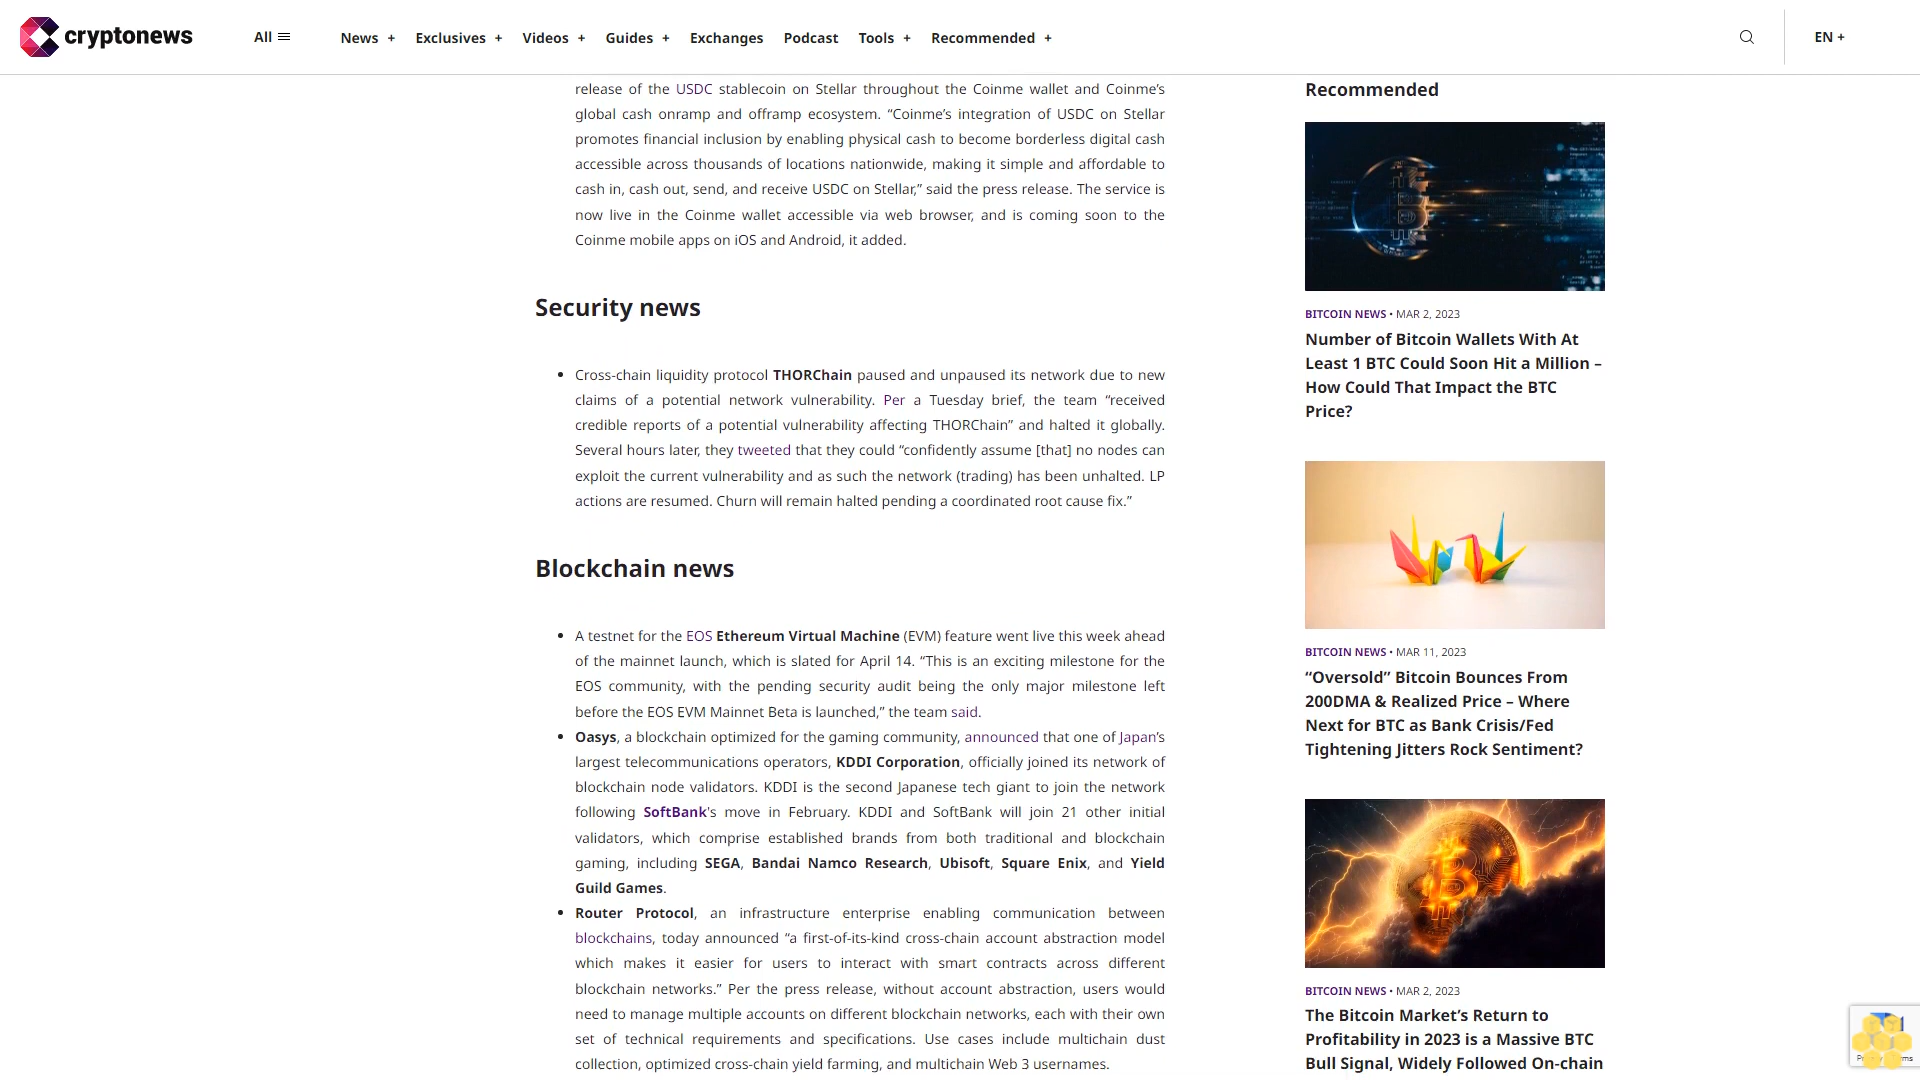 cryptonews
All
News +
Exclusives +
Videos +
Guides +
Exchanges
Podcast
Tools +
Recommended +
EN +
release of the USDC stablecoin on Stellar throughout the Coinme wallet and Coinme’s
global cash onramp and offramp ecosystem. “Coinme’s integration of USDC on Stellar
promotes financial inclusion by enabling physical cash to become borderless digital cash
accessible across thousands of locations nationwide, making it simple and affordable to
cash in, cash out, send, and receive USDC on Stellar,” said the press release. The service is
now live in the Coinme wallet accessible via web browser, and is coming soon to the
Coinme mobile apps on iOS and Android, it added.
Security news
Cross-chain liquidity protocol THORChain paused and unpaused its network due to new
claims of a potential network vulnerability. Per a Tuesday brief, the team “received
credible reports of a potential vulnerability affecting THORChain” and halted it globally.
Several hours later, they tweeted that they could “confidently assume [that] no nodes can
exploit the current vulnerability and as such the network (trading) has been unhalted. LP
actions are resumed. Churn will remain halted pending a coordinated root cause fix.”
Blockchain news
A testnet for the EOS Ethereum Virtual Machine (EVM) feature went live this week ahead
of the mainnet launch, which is slated for April 14. “This is an exciting milestone for the
EOS community, with the pending security audit being the only major milestone left
before the EOS EVM Mainnet Beta is launched,” the team said.
Oasys, a blockchain optimized for the gaming community, announced that one of Japan’s
largest telecommunications operators, KDDI Corporation, officially joined its network of
blockchain node validators. KDDI is the second Japanese tech giant to join the network
following SoftBank's move in February. KDDI and SoftBank will join 21 other initial
validators, which comprise established brands from both traditional and blockchain
gaming, including SEGA, Bandai Namco Research, Ubisoft, Square Enix, and Yield
Guild Games.
Router Protocol, an infrastructure enterprise enabling communication between
blockchains, today announced “a first-of-its-kind cross-chain account abstraction model
which makes it easier for users to interact with smart contracts across different
blockchain networks.” Per the press release, without account abstraction, users would
need to manage multiple accounts on different blockchain networks, each with their own
set of technical requirements and specifications. Use cases include multichain dust
collection, optimized cross-chain yield farming, and multichain Web 3 usernames.
Recommended
BITCOIN NEWS • MAR 2, 2023
Number of Bitcoin Wallets With At
Least 1 BTC Could Soon Hit a Million –
How Could That Impact the BTC
Price?
BITCOIN NEWS • MAR 11, 2023
“Oversold” Bitcoin Bounces From
200DMA & Realized Price – Where
Next for BTC as Bank Crisis/Fed
Tightening Jitters Rock Sentiment?
BITCOIN NEWS • MAR 2, 2023
The Bitcoin Market’s Return to
Profitability in 2023 is a Massive BTC
Bull Signal, Widely Followed On-chain